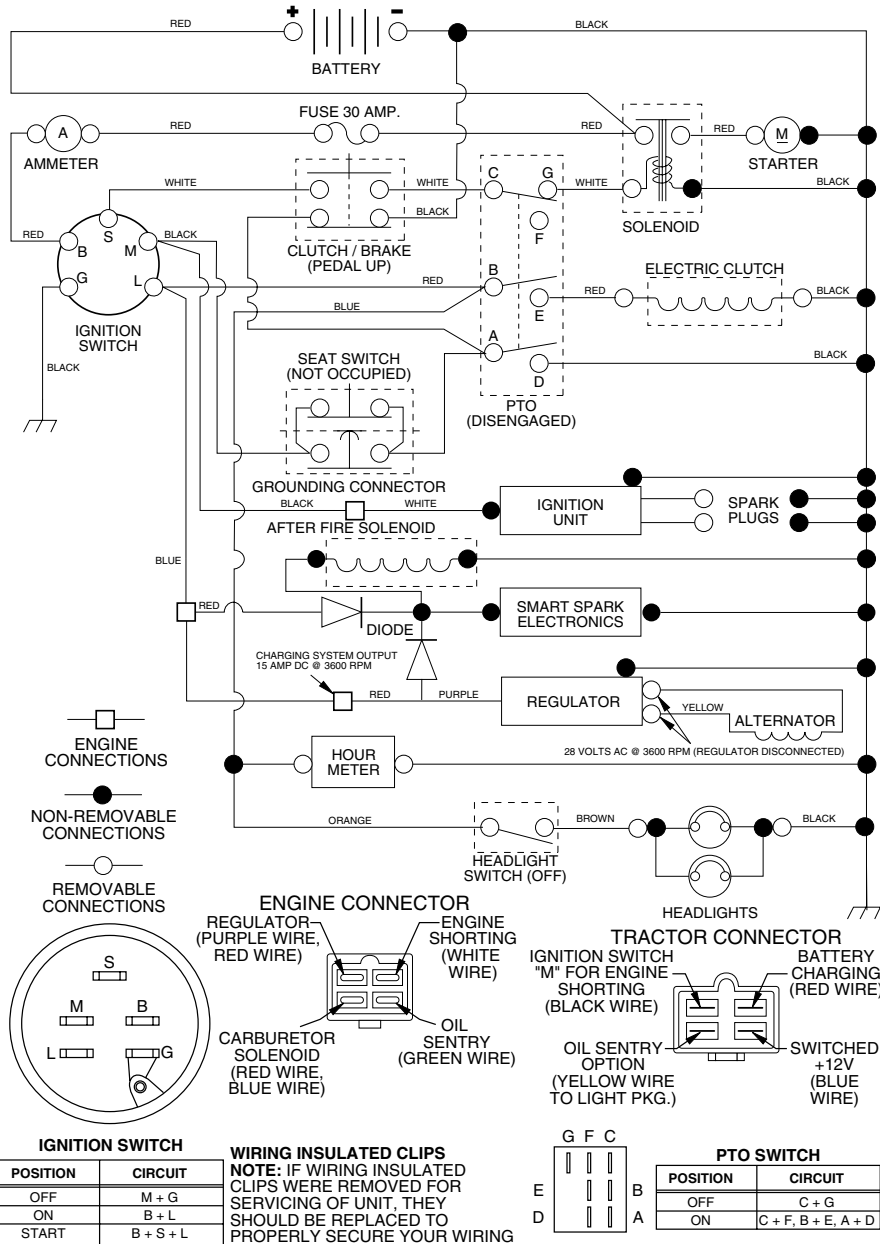 RED
+
-
BLACK
BATTERY
FUSE 30 AMP.
A
RED
RED
RED
M
AMMETER
STARTER
WHITE
WHITE
C
G
WHITE
BLACK
S
BLACK
F
SOLENOID
RED
B
M
BLACK
CLUTCH / BRAKE
(PEDAL UP)
G
L
RED
B
ELECTRIC CLUTCH
BLUE
E
RED
BLACK
IGNITION
SWITCH
A
SEAT SWITCH
(NOT OCCUPIED)
BLACK
D
BLACK
PTO
(DISENGAGED)
GROUNDING CONNECTOR
BLACK
WHITE
IGNITION
UNIT
SPARK
PLUGS
AFTER FIRE SOLENOID
BLUE
RED
DIODE
SMART SPARK
ELECTRONICS
CHARGING SYSTEM OUTPUT
15 AMP DC @ 3600 RPM
RED
PURPLE
REGULATOR
YELLOW
ALTERNATOR
28 VOLTS AC @ 3600 RPM (REGULATOR DISCONNECTED)
ENGINE
CONNECTIONS
HOUR
METER
NON-REMOVABLE
CONNECTIONS
ORANGE
BROWN
BLACK
HEADLIGHT
SWITCH (OFF)
REMOVABLE
CONNECTIONS
HEADLIGHTS
ENGINE CONNECTOR
REGULATOR
(PURPLE WIRE,
RED WIRE)
ENGINE
SHORTING
(WHITE
WIRE)
CARBURETOR
SOLENOID
(RED WIRE,
BLUE WIRE)
OIL
SENTRY
(GREEN WIRE)
TRACTOR CONNECTOR
IGNITION SWITCH
"M" FOR ENGINE
SHORTING
(BLACK WIRE)
BATTERY
CHARGING
(RED WIRE)
OIL SENTRY
OPTION
(YELLOW WIRE
TO LIGHT PKG.)
SWITCHED
+12V
(BLUE
WIRE)
S
M
B
L
G
IGNITION SWITCH
POSITION CIRCUIT
OFF M + G
ON B + L
START B + S + L
WIRING INSULATED CLIPS
NOTE: IF WIRING INSULATED
CLIPS WERE REMOVED FOR
SERVICING OF UNIT, THEY
SHOULD BE REPLACED TO
PROPERLY SECURE YOUR WIRING
G F C
E B
D A
PTO SWITCH
POSITION CIRCUIT
OFF C + G
ON C + F, B + E, A + D